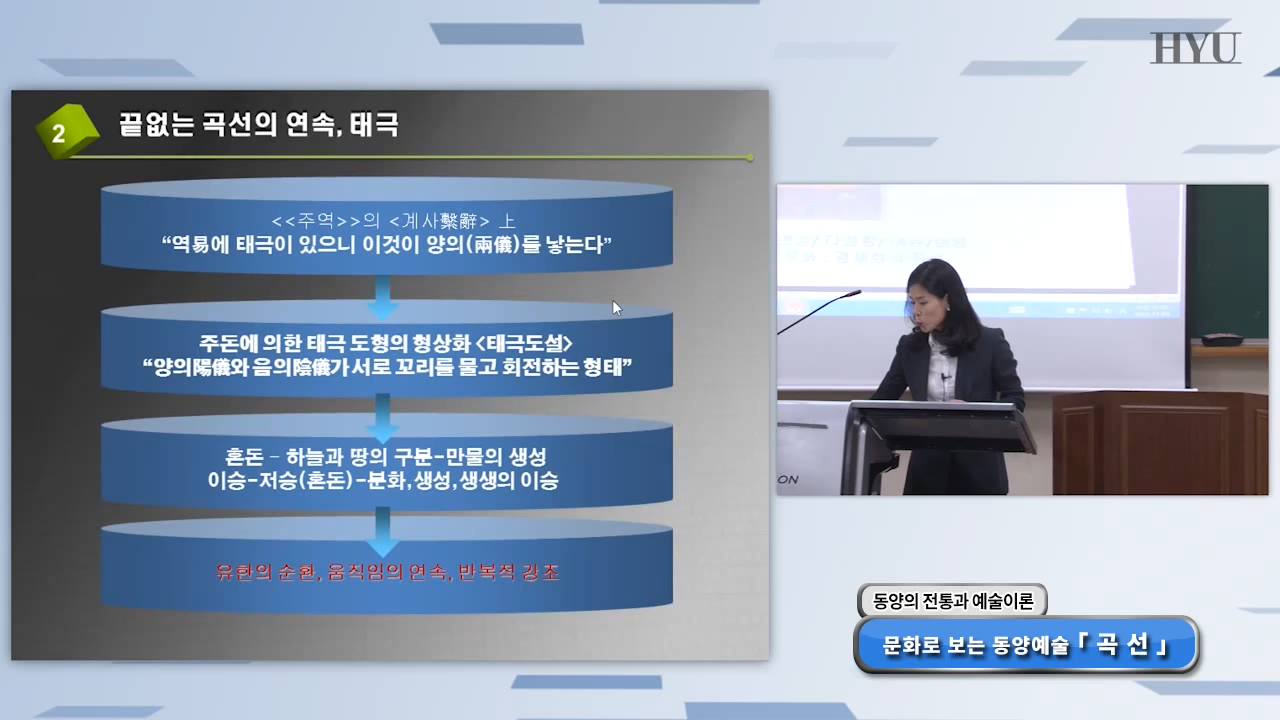 HYU
2
끝없는 곡선의 연속, 태극
<<주역>>의 <계사繫辭> 上
“역易에 태극이 있으니 이것이 양의(兩儀)를 낳는다”
주돈에 의한 태극 도형의 형상화 <태극도설>
“양의陽儀와 음의陰儀가 서로 꼬리를 물고 회전하는 형태”
혼돈 – 하늘과 땅의 구분-만물의 생성
이승-저승(혼돈)-분화,생성,생생의 이승
유한의 순환, 움직임의 연속, 반복적 강조
ON
동양의 전통과 예술이론
문화로 보는 동양예술「 곡 선 」